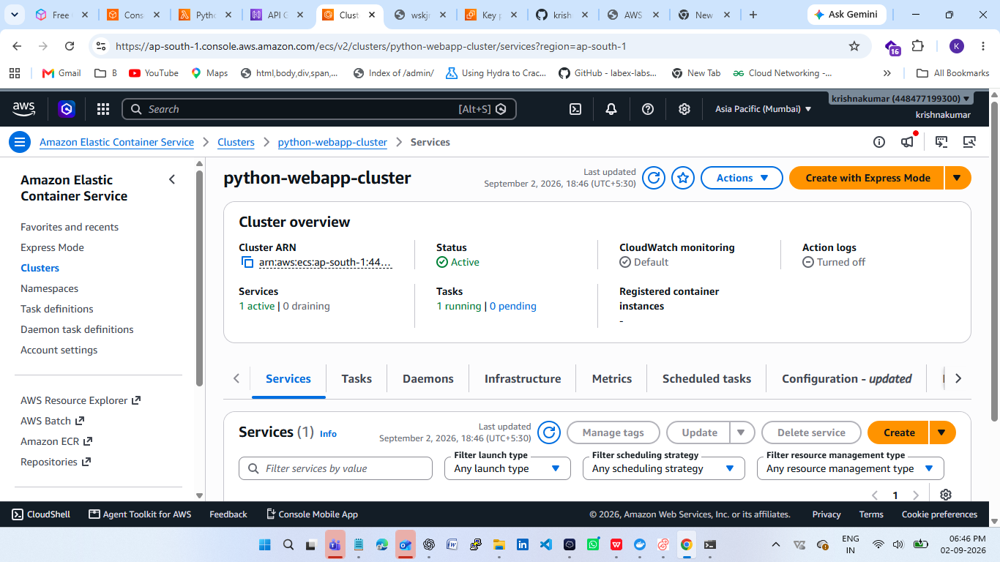 Free
Cons
Pytho
API G
Clust
wskjr
Key p
krish
AWS
New
Ask Gemini
https://ap-south-1.console.aws.amazon.com/ecs/v2/clusters/python-webapp-cluster/services?region=ap-south-1
16
K
Gmail
B
YouTube
Maps
html,body,div,span,...
Index of /admin/
Using Hydra to Crac...
GitHub - labex-labs...
New Tab
Cloud Networking -...
All Bookmarks
aws
Search
[Alt+S]
Asia Pacific (Mumbai)
krishnakumar (448477199300)
krishnakumar
Amazon Elastic Container Service
Clusters
python-webapp-cluster
Services
Amazon Elastic
Container Service
Favorites and recents
Express Mode
Clusters
Namespaces
Task definitions
Daemon task definitions
Account settings
AWS Resource Explorer
AWS Batch
Amazon ECR
Repositories
python-webapp-cluster
Last updated
September 2, 2026, 18:46 (UTC+5:30)
Actions
Create with Express Mode
Cluster overview
Cluster ARN
arn:aws:ecs:ap-south-1:44...
Status
Active
CloudWatch monitoring
Default
Action logs
Turned off
Services
1 active | 0 draining
Tasks
1 running | 0 pending
Registered container
instances
-
Services
Tasks
Daemons
Infrastructure
Metrics
Scheduled tasks
Configuration - updated
Services (1) Info
Last updated
September 2, 2026, 18:46 (UTC+5:30)
Manage tags
Update
Delete service
Create
Filter services by value
Filter launch type
Any launch type
Filter scheduling strategy
Any scheduling strategy
Filter resource management type
Any resource management type
1
CloudShell
Agent Toolkit for AWS
Feedback
Console Mobile App
© 2026, Amazon Web Services, Inc. or its affiliates.
Privacy
Terms
Cookie preferences
ENG
IN
06:46 PM
02-09-2026